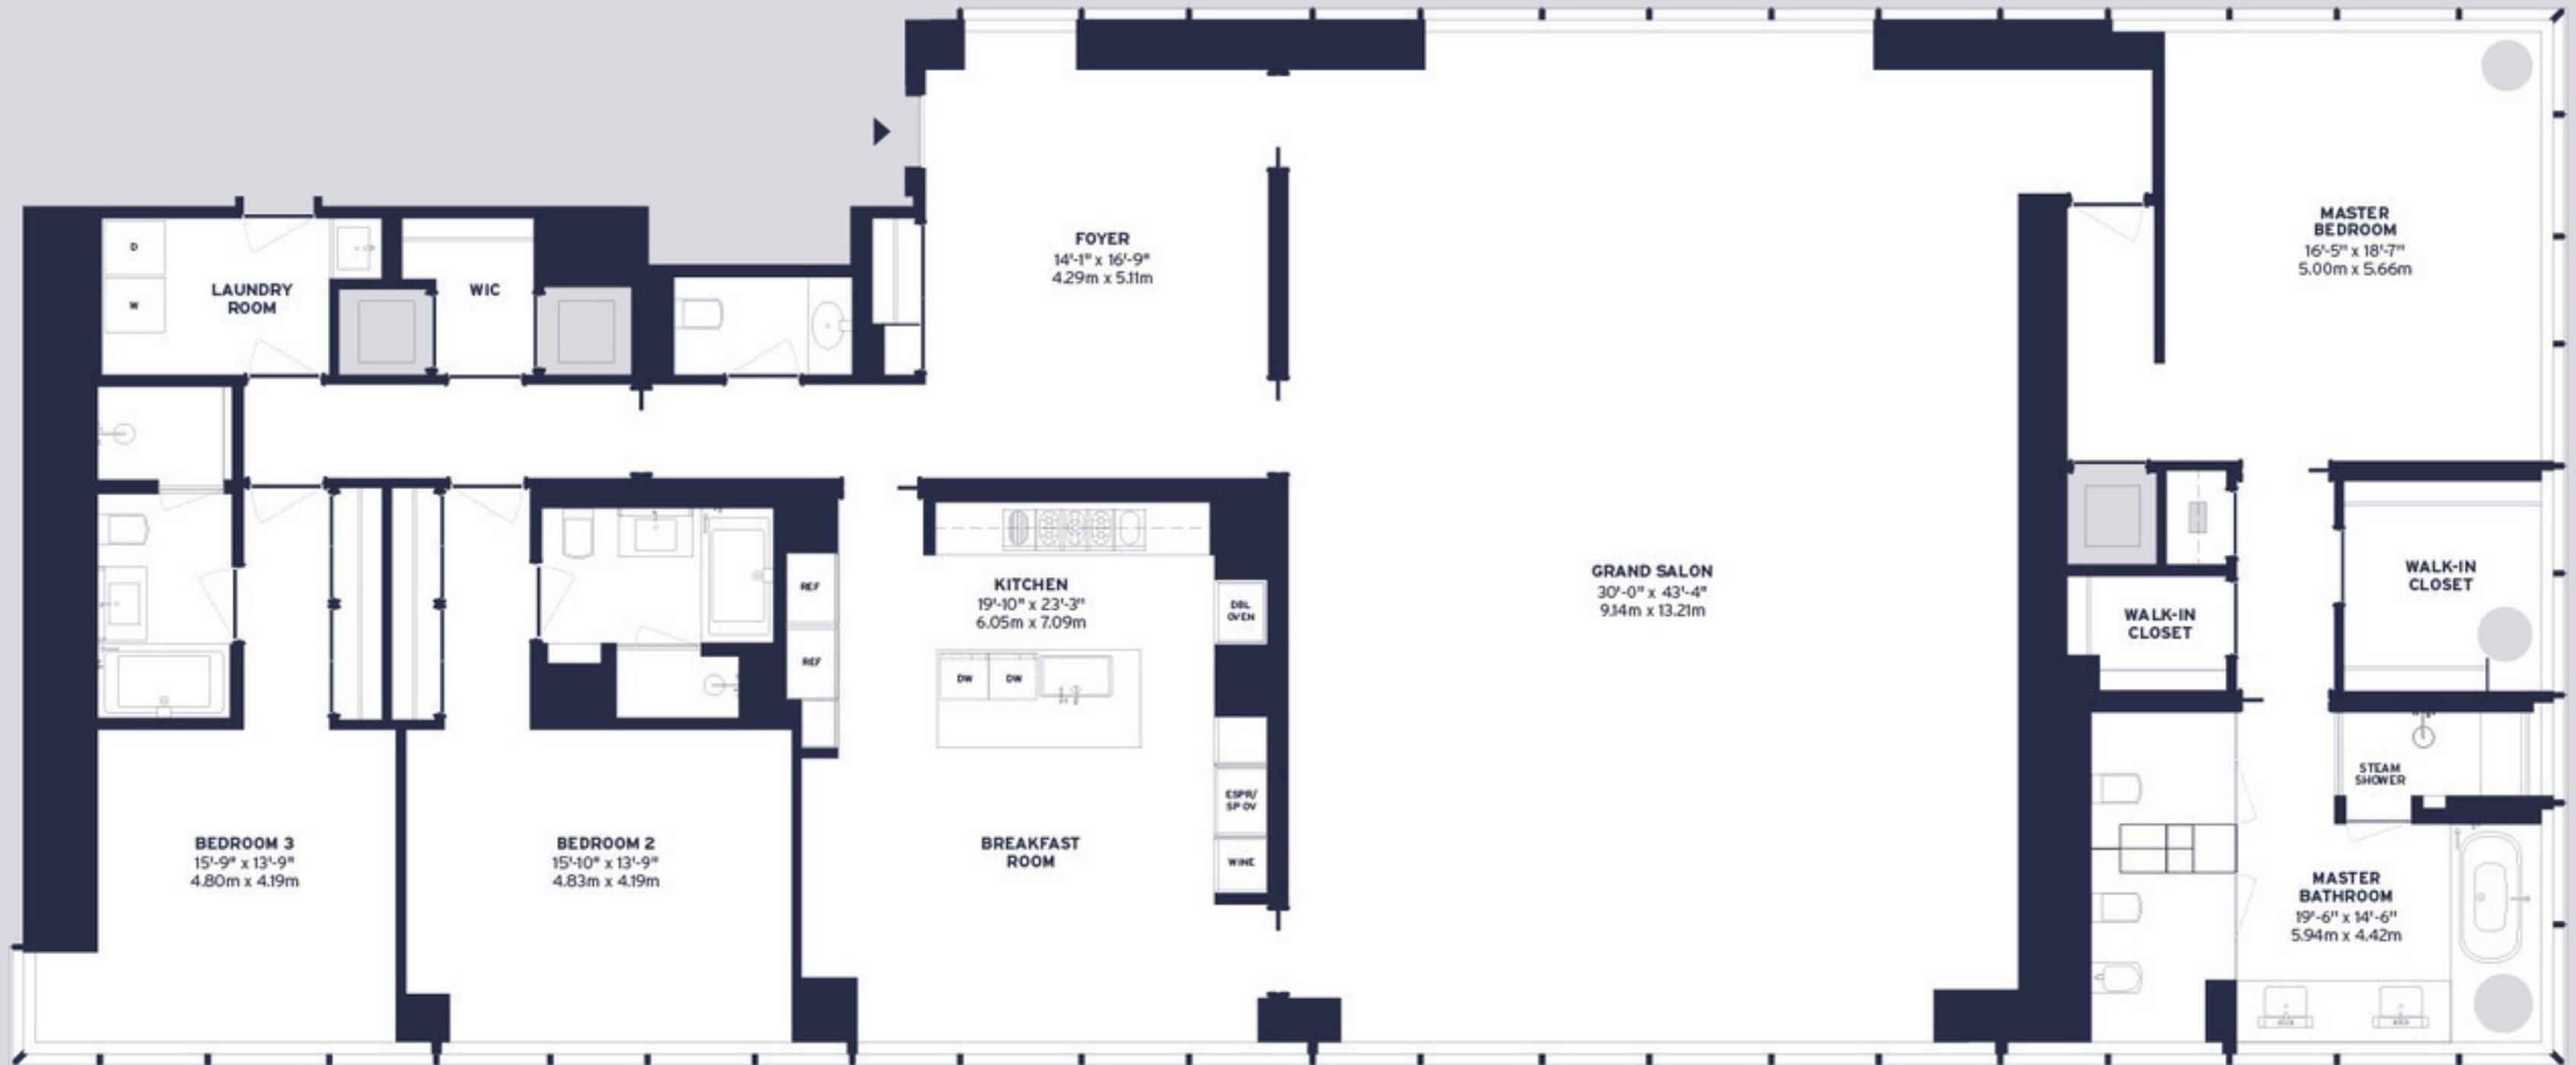 D
W
LAUNDRY
ROOM
WIC
FOYER
14'-1" x 16'-9"
4.29m x 5.11m
MASTER
BEDROOM
16'-5" x 18'-7"
5.00m x 5.66m
REF
REF
KITCHEN
19'-10" x 23'-3"
6.05m x 7.09m
DBL
OVEN
DW
DW
GRAND SALON
30'-0" x 43'-4"
9.14m x 13.21m
WALK-IN
CLOSET
WALK-IN
CLOSET
STEAM
SHOWER
ESPR/
SP OV
WINE
BEDROOM 3
15'-9" x 13'-9"
4.80m x 4.19m
BEDROOM 2
15'-10" x 13'-9"
4.83m x 4.19m
BREAKFAST
ROOM
MASTER
BATHROOM
19'-6" x 14'-6"
5.94m x 4.42m